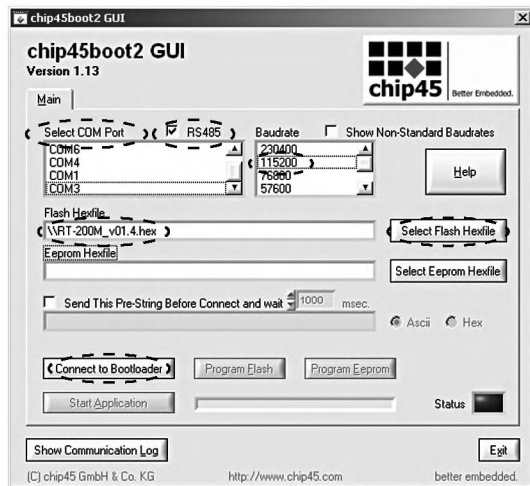 chip45boot2 GUI
chip45boot2 GUI
Version 1.13
chip45 Better Embedded.
Main
Select COM Port RS485 Baudrate Show Non-Standard Baudrates
COM6
COM4
COM1
COM3
230400
115200
76800
57600
Help
Flash Hexfile
\\RT-200M_v01.4.hex
Select Flash Hexfile
Eeprom Hexfile
Select Eeprom Hexfile
Send This Pre-String Before Connect and wait 1000 msec.
Ascii Hex
Connect to Bootloader Program Flash Program Eeprom
Start Application Status
Show Communication Log Exit
(C) chip45 GmbH & Co. KG http://www.chip45.com better embedded.